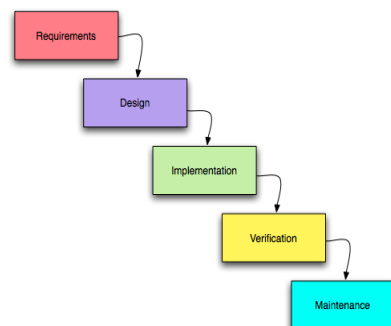 Requirements
Design
Implementation
Verification
Maintenance